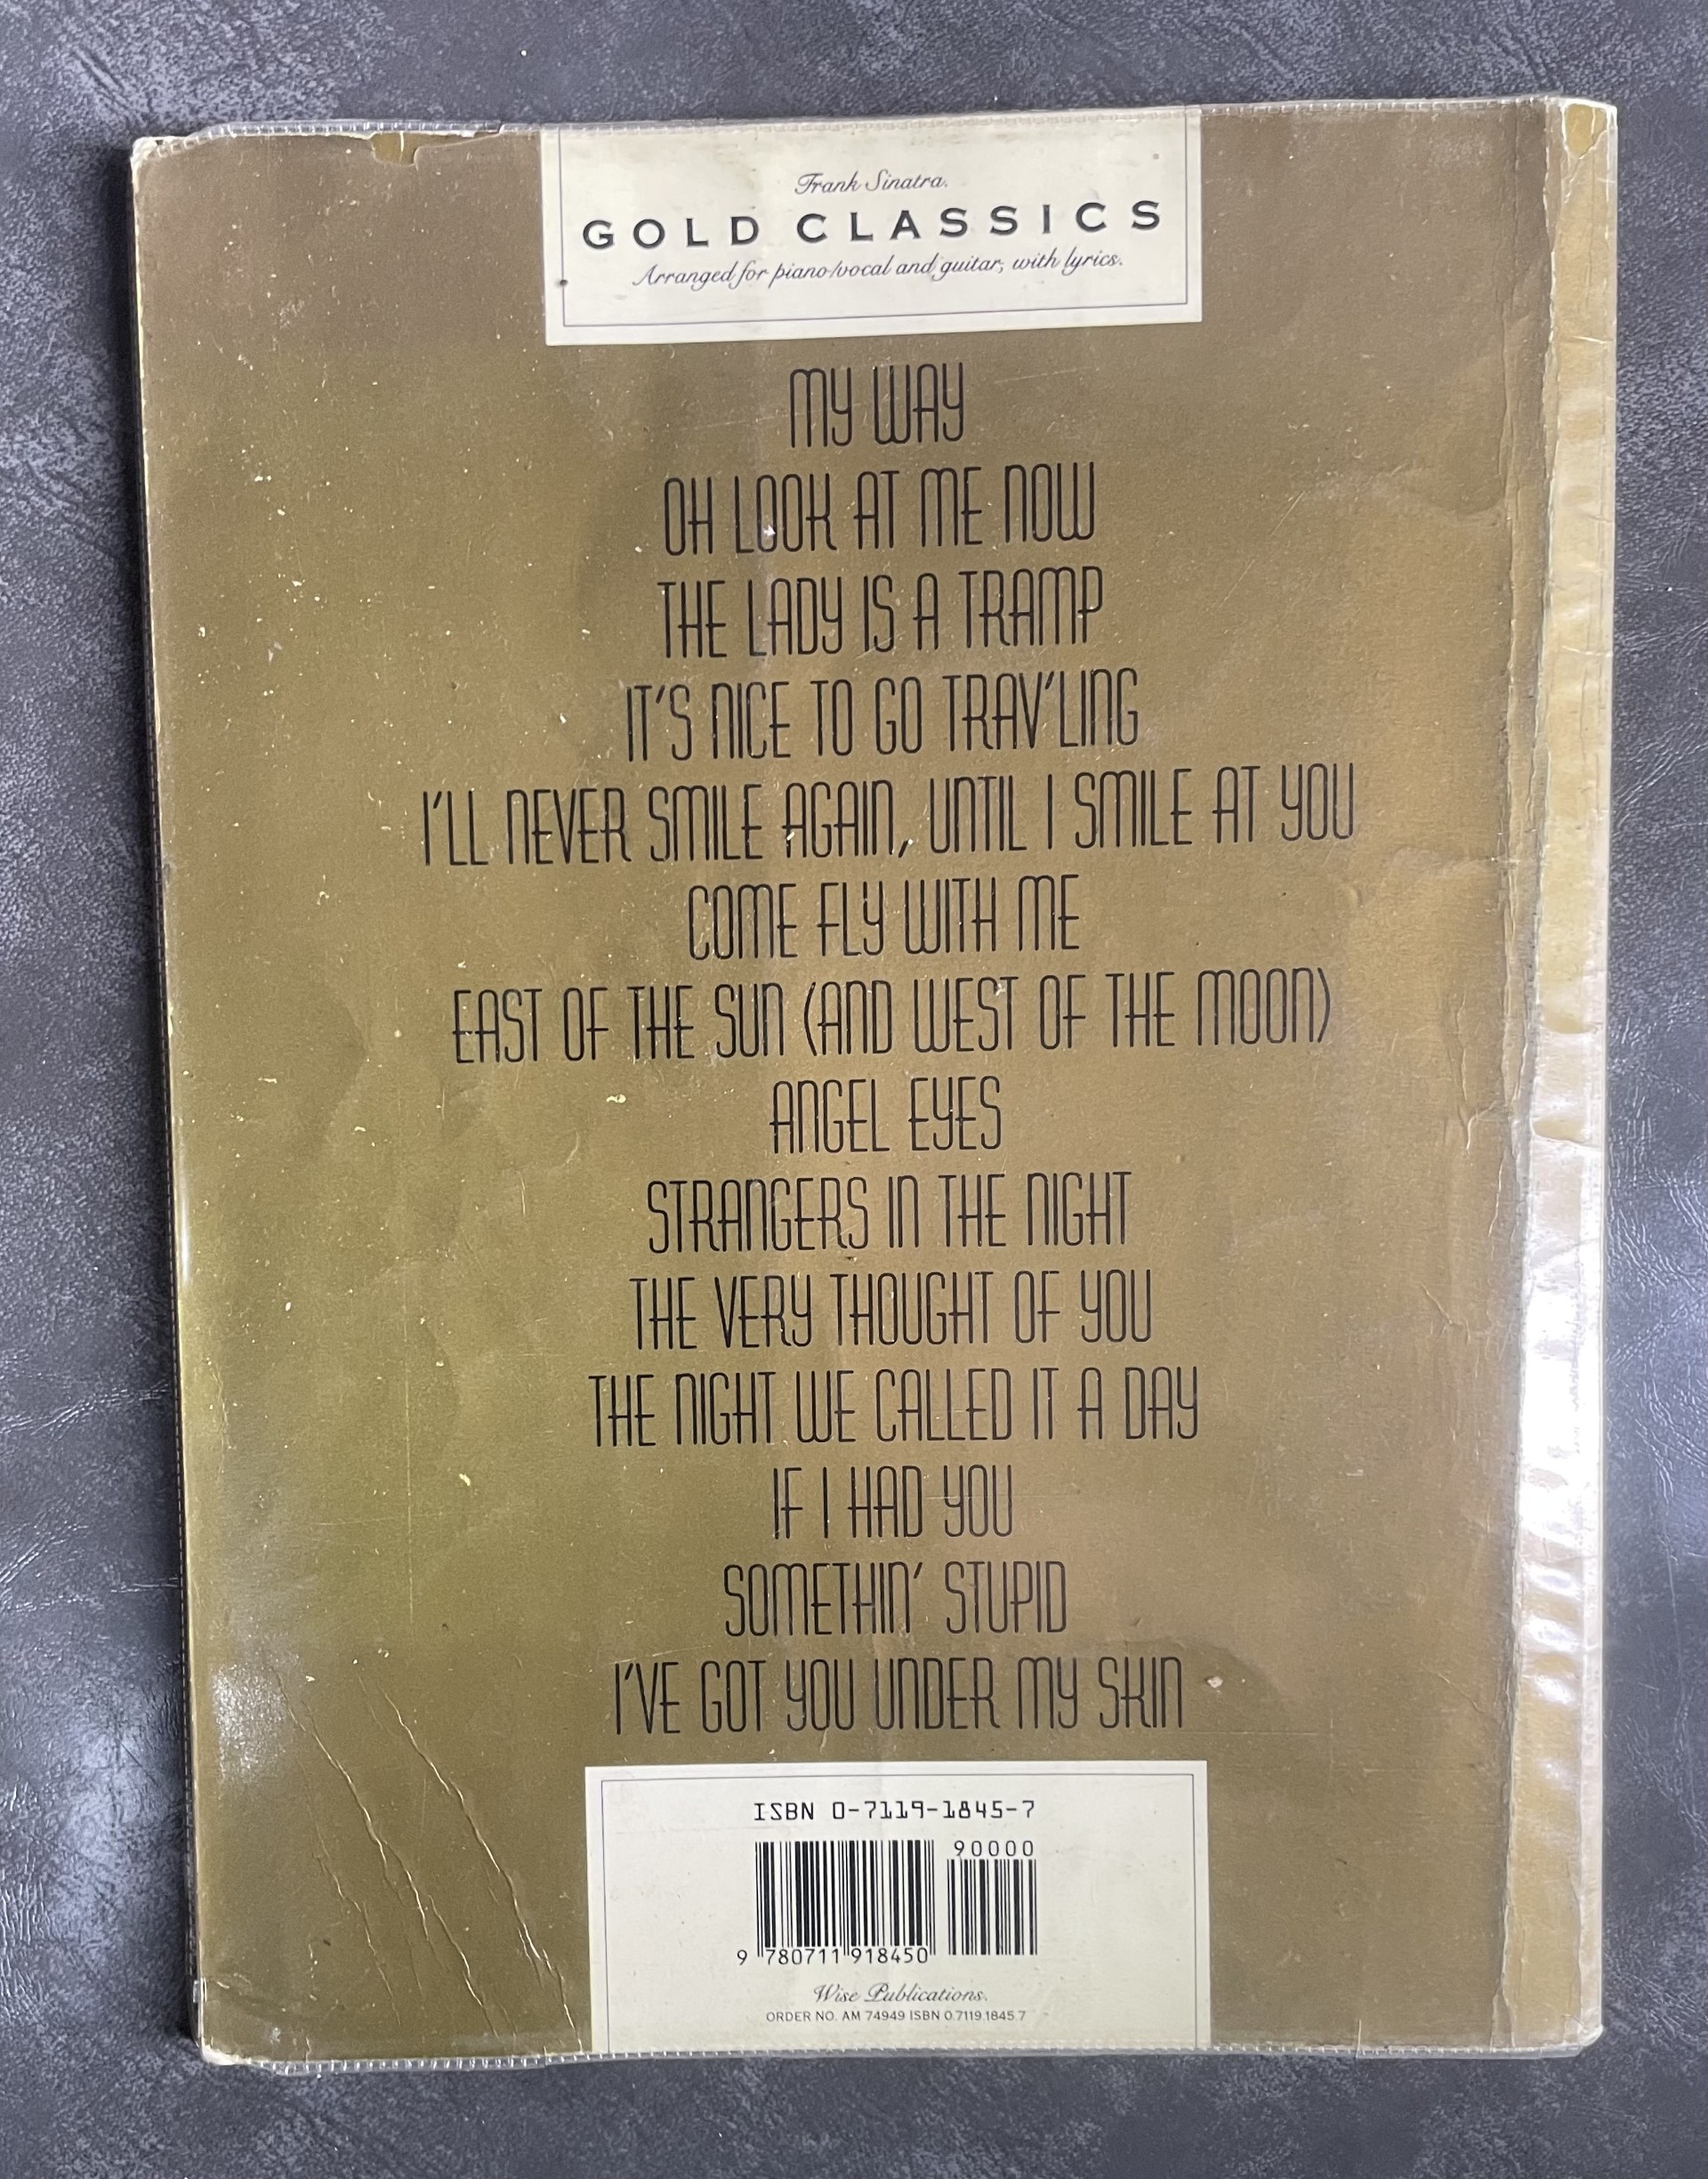 Frank Sinatra.
GOLD CLASSICS
Arranged for piano/vocal and guitar, with lyrics.
MY WAY
OH LOOK AT ME NOW
THE LADY IS A TRAMP
IT'S NICE TO GO TRAV'LING
I'LL NEVER SMILE AGAIN, UNTIL I SMILE AT YOU
COME FLY WITH ME
EAST OF THE SUN (AND WEST OF THE MOON)
ANGEL EYES
STRANGERS IN THE NIGHT
THE VERY THOUGHT OF YOU
THE NIGHT WE CALLED IT A DAY
IF I HAD YOU
SOMETHIN' STUPID
I'VE GOT YOU UNDER MY SKIN
ISBN 0-7119-1845-7
90000
9 780711 918450
Wise Publications.
ORDER NO. AM 74949 ISBN 0.7119.1845.7